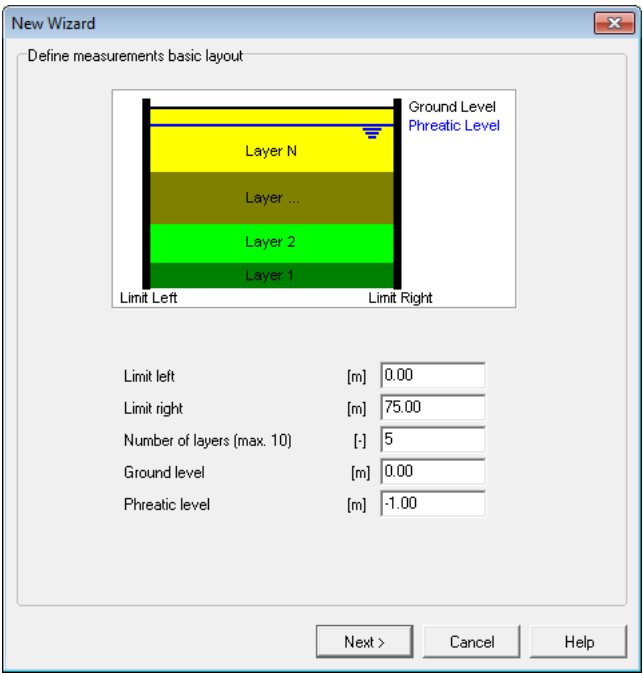 New Wizard
Define measurements basic layout
Ground Level
Phreatic Level
Layer N
Layer ...
Layer 2
Layer 1
Limit Left Limit Right
Limit left [m] 0.00
Limit right [m] 75.00
Number of layers (max. 10) [-] 5
Ground level [m] 0.00
Phreatic level [m] -1.00
Next > Cancel Help